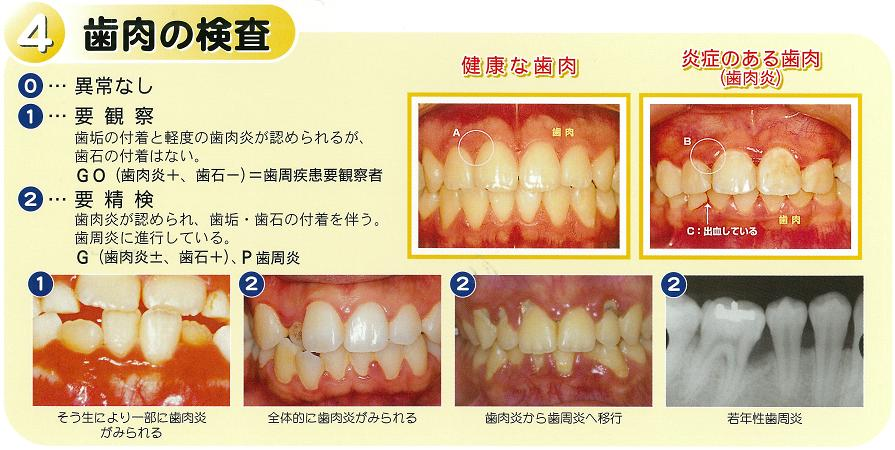 4 歯肉の検査
0 … 異常なし
1 … 要 観 察
歯垢の付着と軽度の歯肉炎が認められるが、
歯石の付着はない。
GO（歯肉炎＋、歯石－）＝歯周疾患要観察者
2 … 要 精 検
歯肉炎が認められ、歯垢・歯石の付着を伴う。
歯周炎に進行している。
G（歯肉炎±、歯石＋）、P 歯周炎
健康な歯肉
A
歯 肉
炎症のある歯肉
(歯肉炎)
B
歯 肉
C：出血している
1
そう生により一部に歯肉炎
がみられる
2
全体的に歯肉炎がみられる
2
歯肉炎から歯周炎へ移行
2
若年性歯周炎